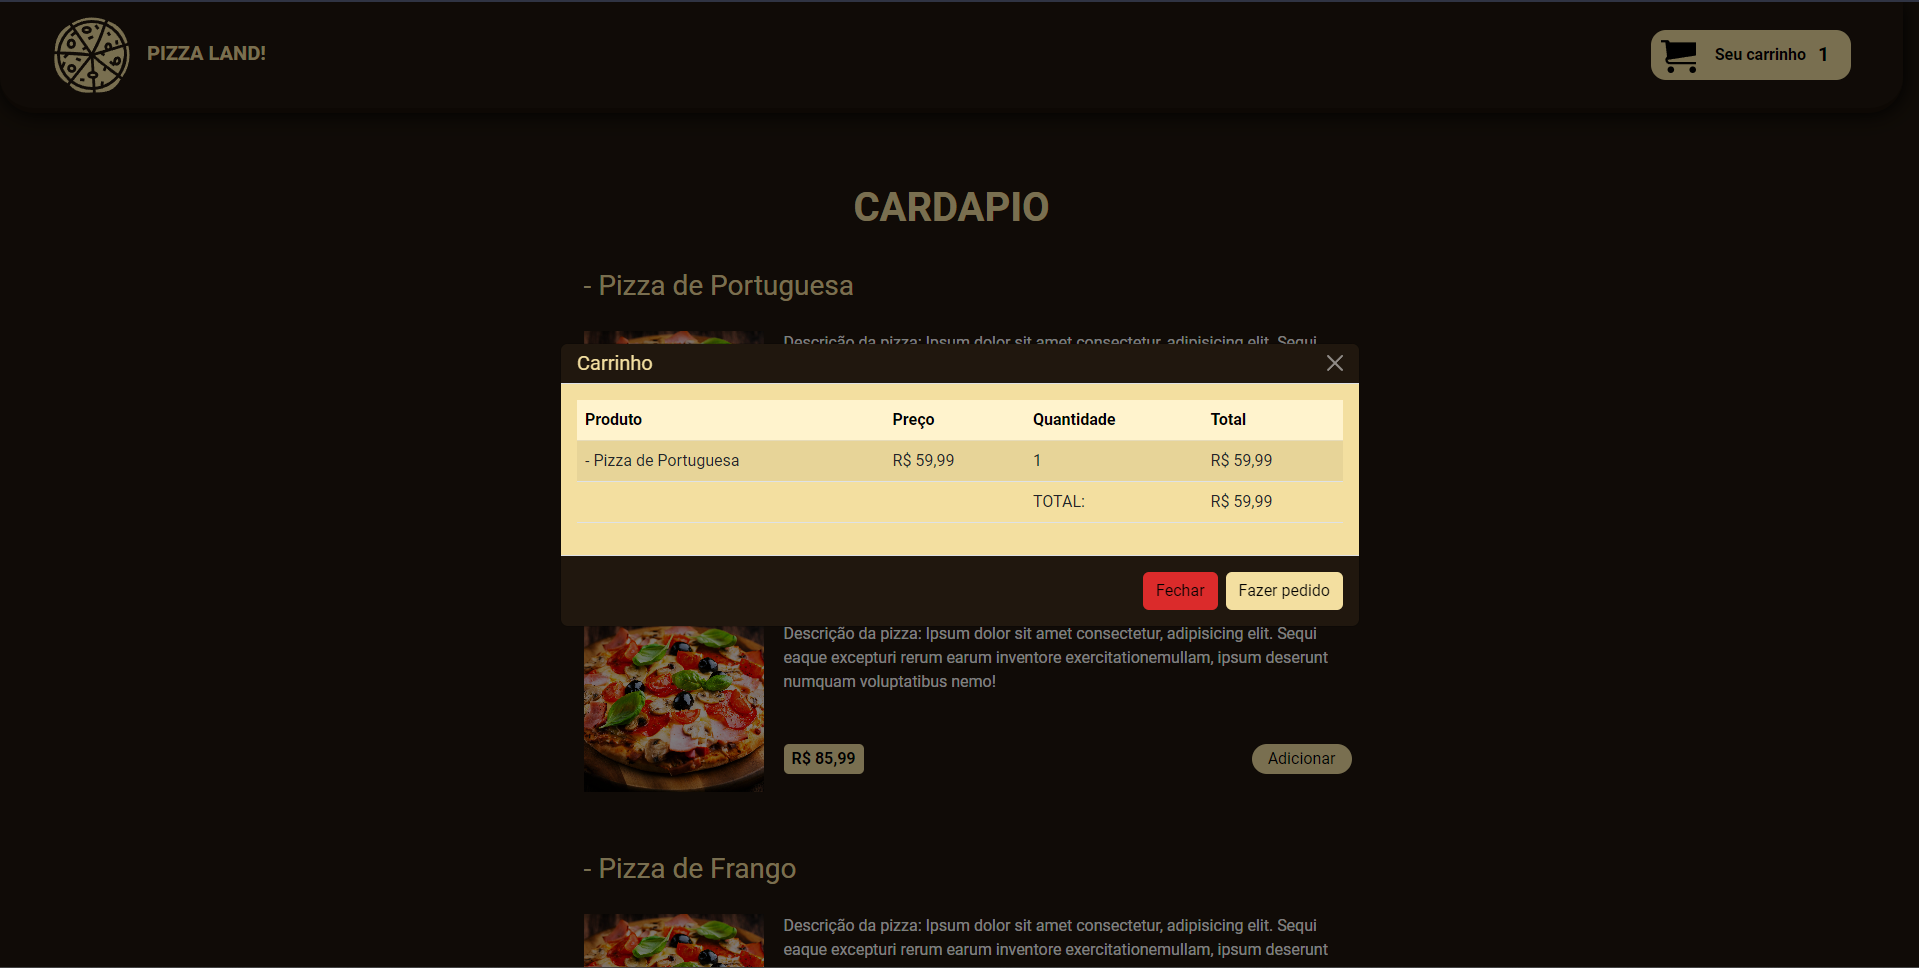 PIZZA LAND!
Seu carrinho 1
CARDAPIO
- Pizza de Portuguesa
Descrição da pizza: Ipsum dolor sit amet consectetur, adipisicing elit. Sequi
Carrinho
Produto Preço Quantidade Total
- Pizza de Portuguesa R$ 59,99 1 R$ 59,99
TOTAL: R$ 59,99
Fechar Fazer pedido
Descrição da pizza: Ipsum dolor sit amet consectetur, adipisicing elit. Sequi
eaque excepturi rerum earum inventore exercitationemullam, ipsum deserunt
numquam voluptatibus nemo!
R$ 85,99 Adicionar
- Pizza de Frango
Descrição da pizza: Ipsum dolor sit amet consectetur, adipisicing elit. Sequi
eaque excepturi rerum earum inventore exercitationemullam, ipsum deserunt